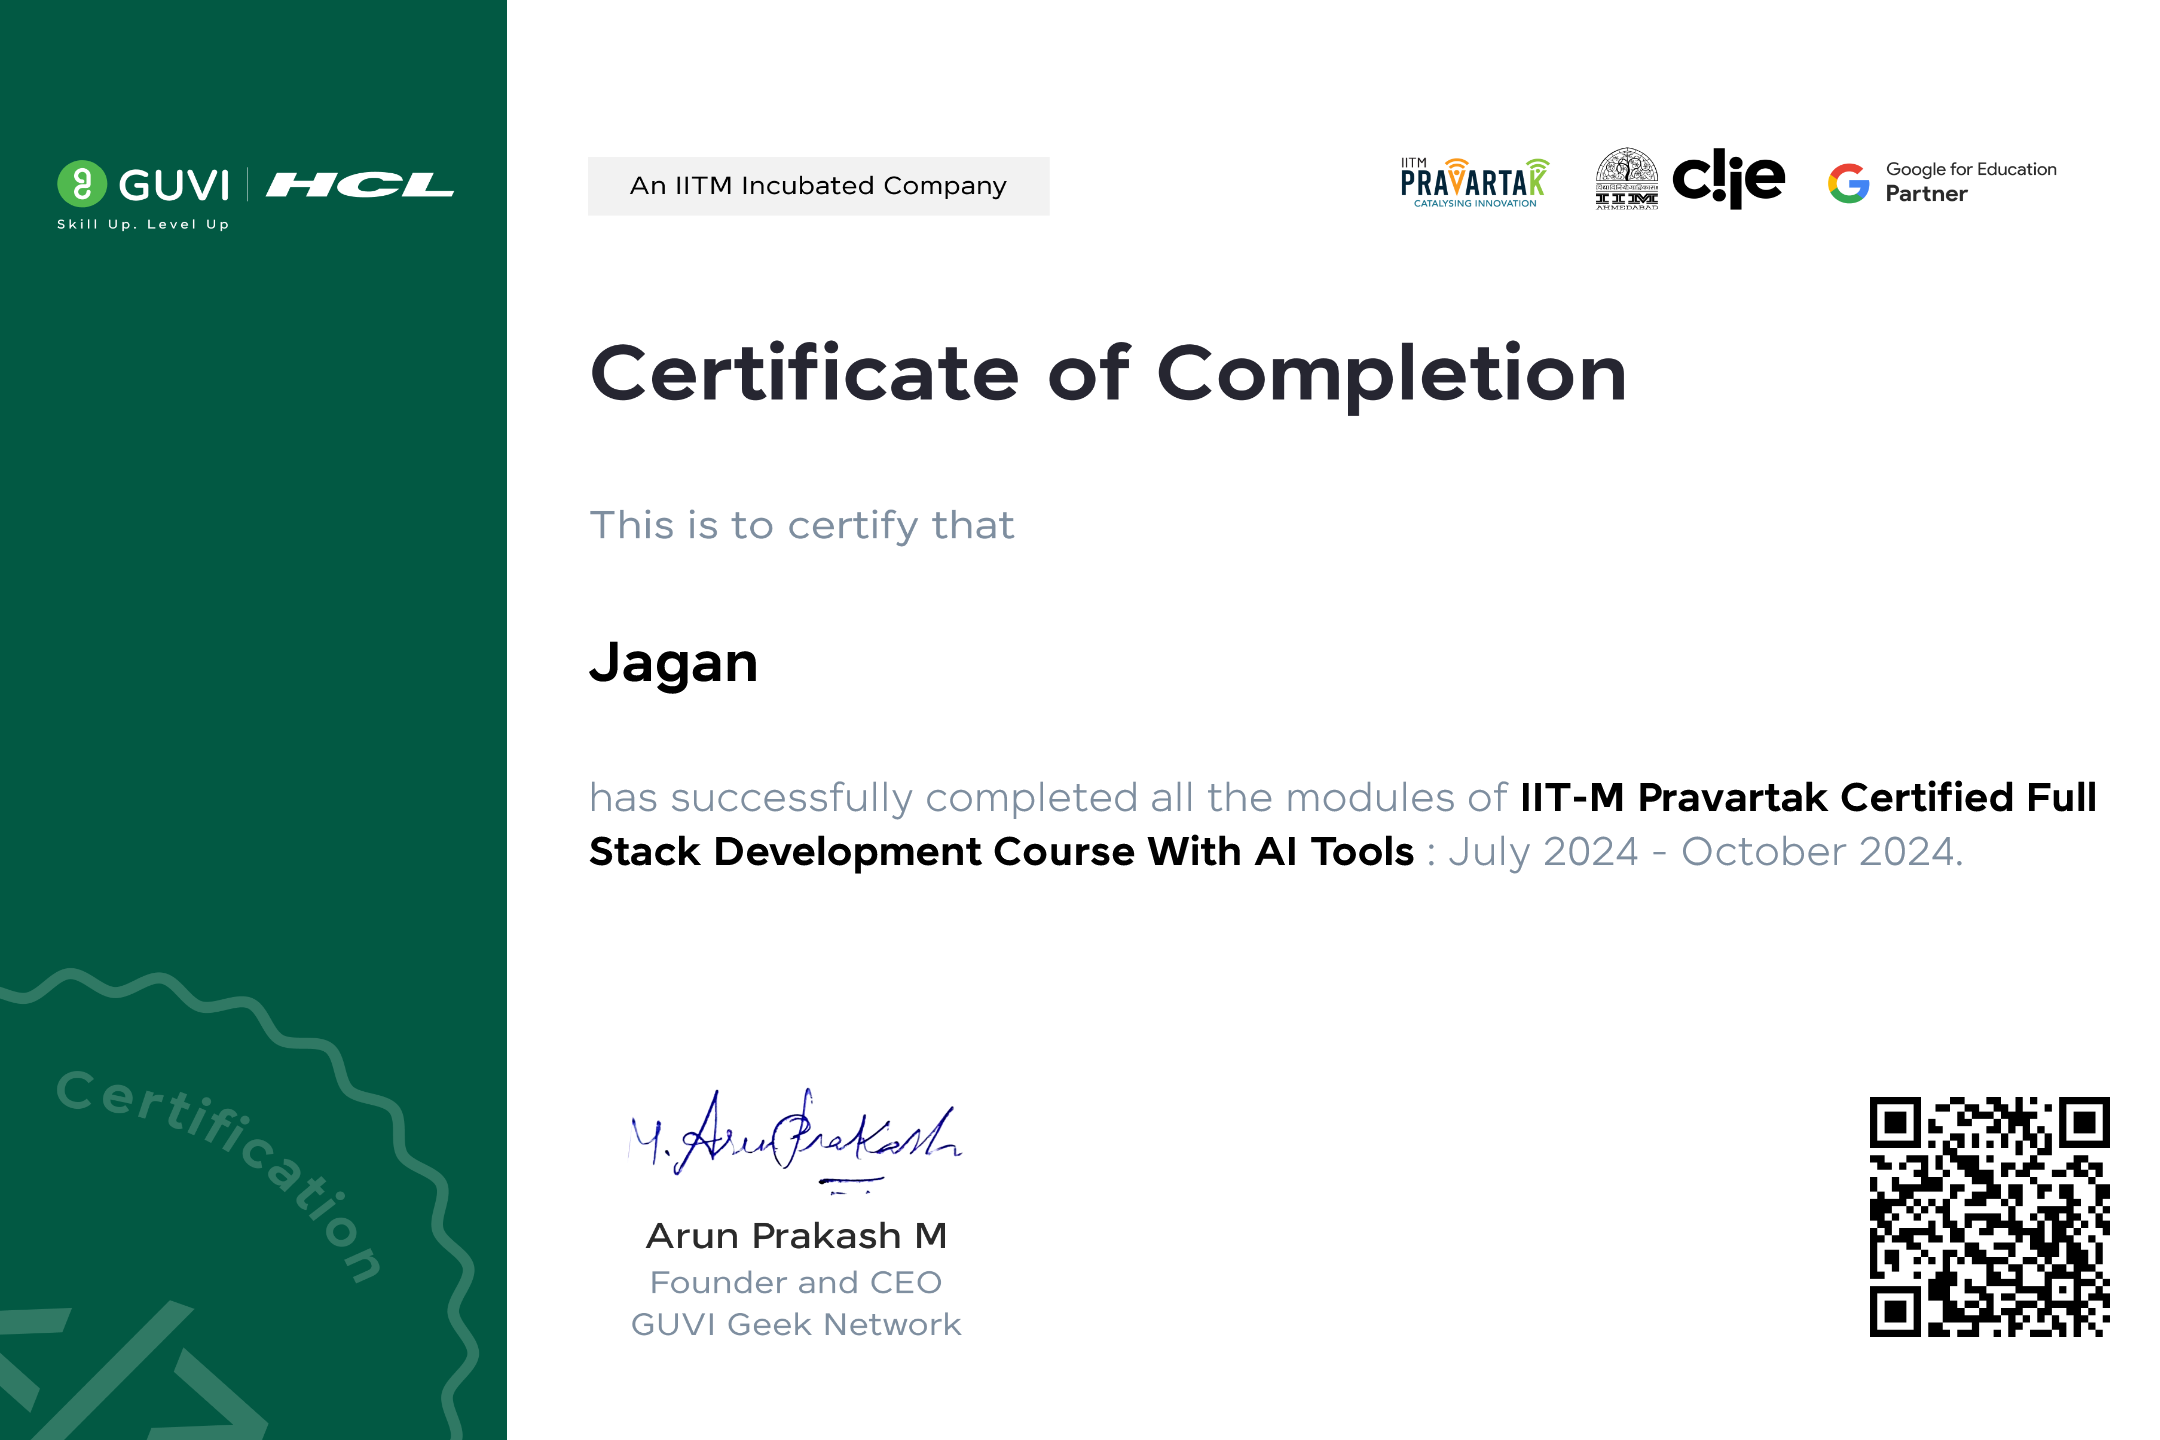 GUVI | HCL
Skill Up. Level Up
An IITM Incubated Company
IITM
PRAVARTAK
CATALYSING INNOVATION
IIM
AHMEDABAD
c!ie
Google for Education
Partner
Certificate of Completion
This is to certify that
Jagan
has successfully completed all the modules of IIT-M Pravartak Certified Full
Stack Development Course With AI Tools : July 2024 - October 2024.
Certification
</>
M. Arun Prakash
Arun Prakash M
Founder and CEO
GUVI Geek Network